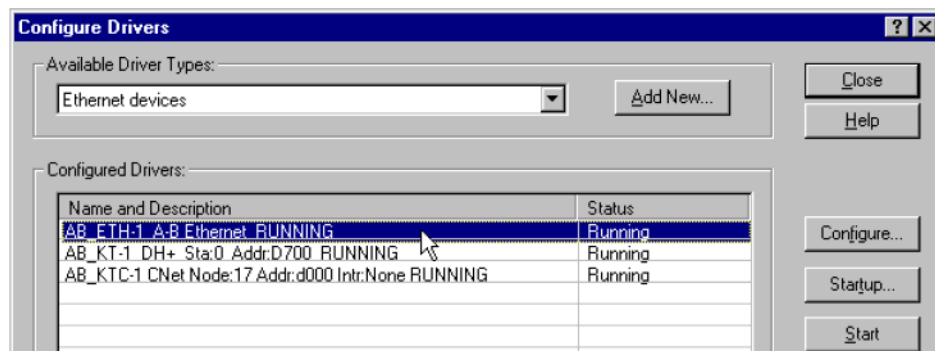 Configure Drivers
Available Driver Types:
Ethernet devices
Add New...
Close
Help
Configured Drivers:
Name and Description Status
AB_ETH-1 A-B Ethernet RUNNING Running
AB_KT-1 DH+ Sta:0 Addr:D700 RUNNING Running
AB_KTC-1 CNet Node:17 Addr:d000 Intr:None RUNNING Running
Configure...
Startup...
Start